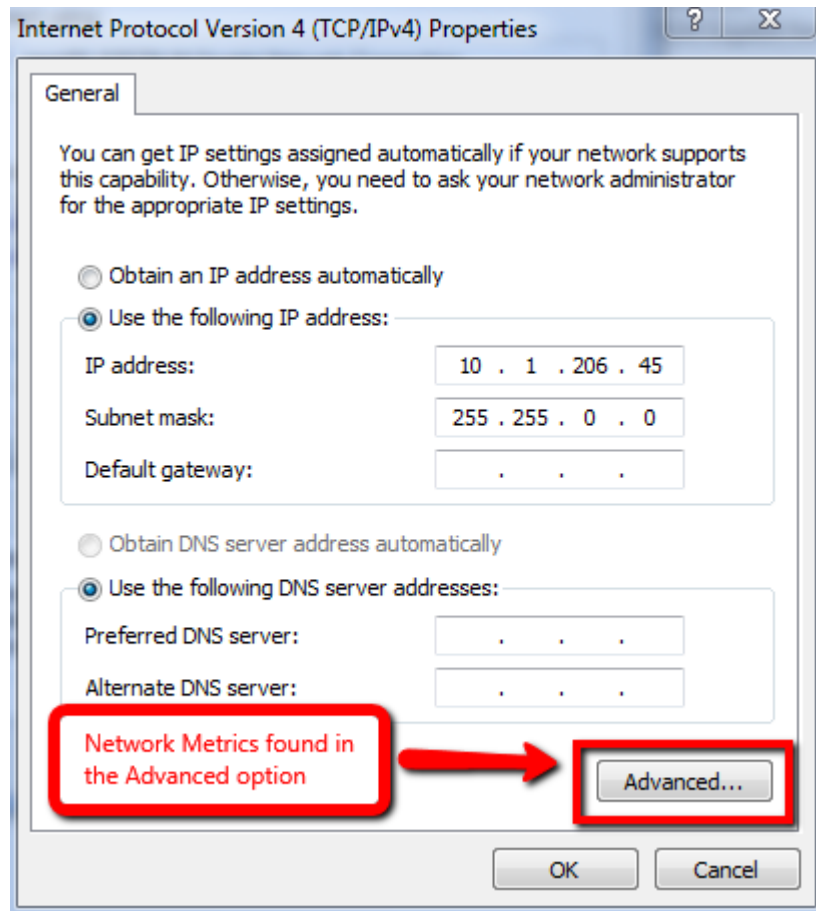 Internet Protocol Version 4 (TCP/IPv4) Properties
?
X
General
You can get IP settings assigned automatically if your network supports
this capability. Otherwise, you need to ask your network administrator
for the appropriate IP settings.
Obtain an IP address automatically
Use the following IP address:
IP address: 10 . 1 . 206 . 45
Subnet mask: 255 . 255 . 0 . 0
Default gateway: . . .
Obtain DNS server address automatically
Use the following DNS server addresses:
Preferred DNS server: . . .
Alternate DNS server: . . .
Network Metrics found in
the Advanced option
Advanced...
OK Cancel